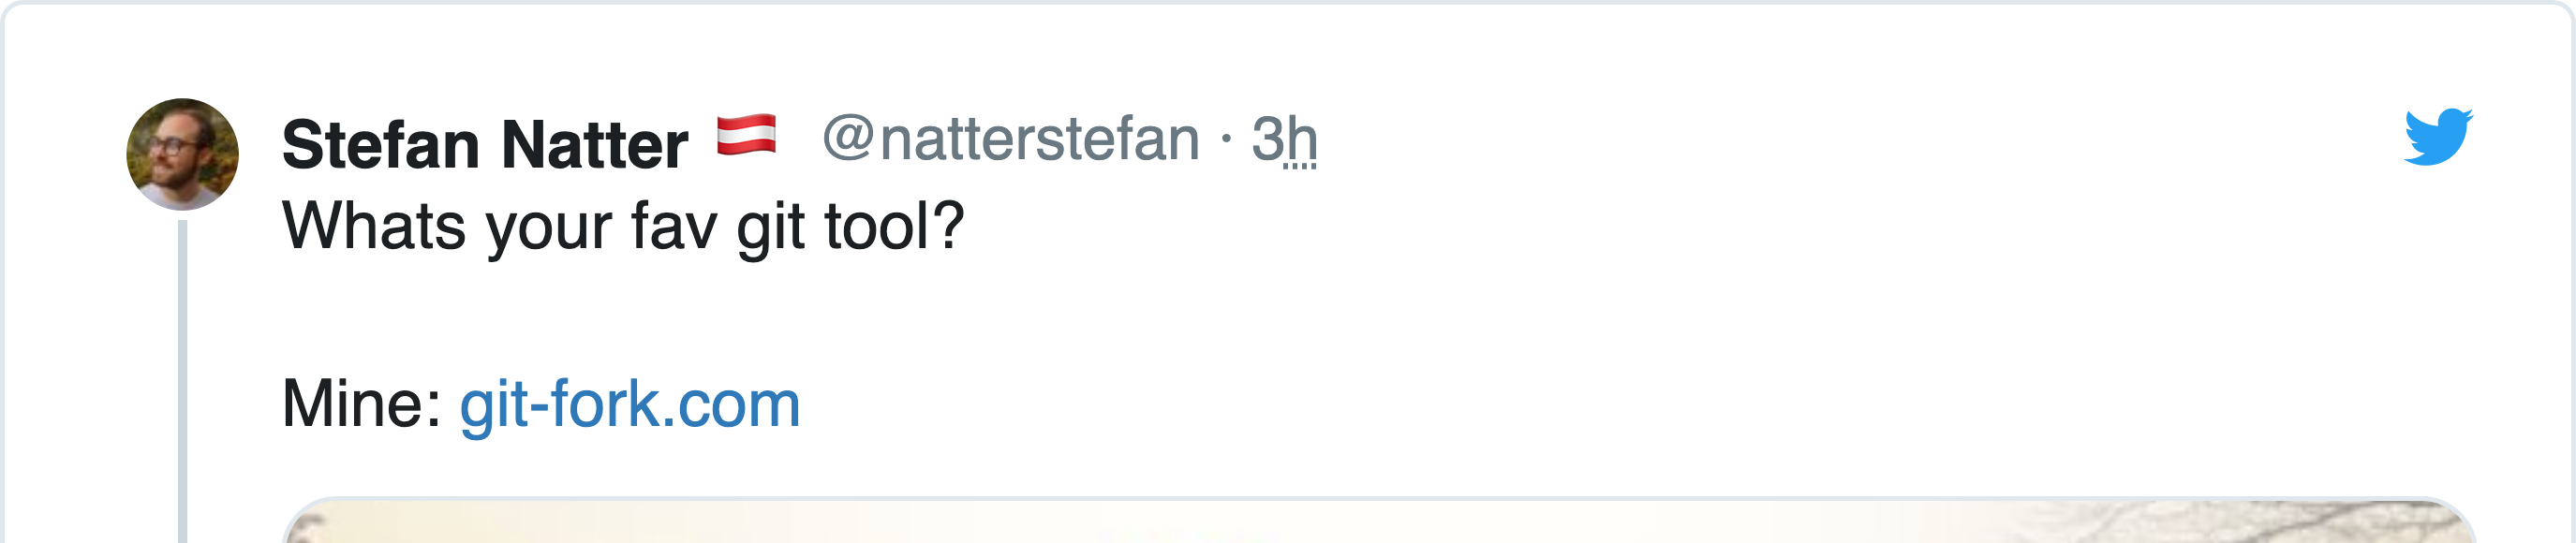 Stefan Natter 🇦🇹 @natterstefan · 3h
Whats your fav git tool?
Mine: git-fork.com